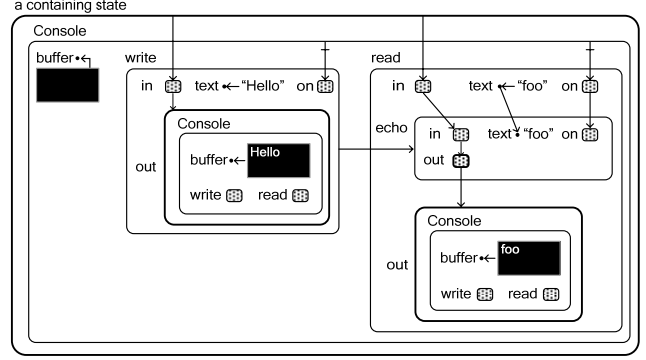 a containing state
Console
buffer
write
in text "Hello" on
Console
buffer Hello
out
write read
read
in text "foo" on
echo
in text "foo" on
out
Console
buffer foo
out
write read